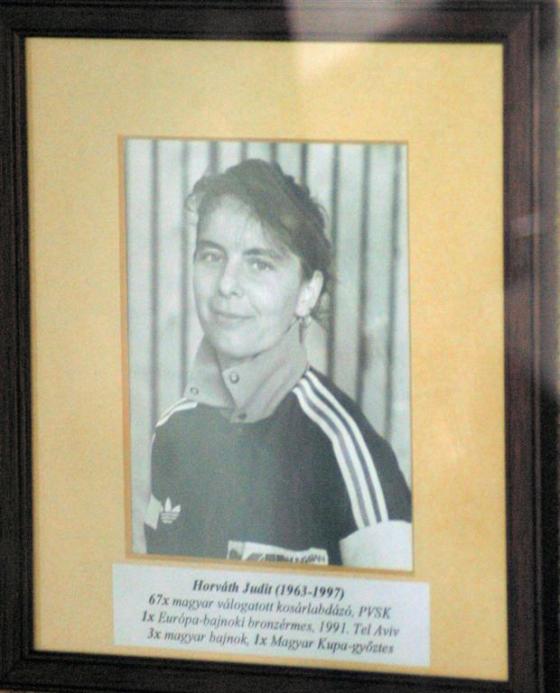 Horváth Judit (1963-1997)
67x magyar válogatott kosárlabdázó, PVSK
1x Európa-bajnoki bronzérmes, 1991. Tel Aviv
3x magyar bajnok, 1x Magyar Kupa-győztes